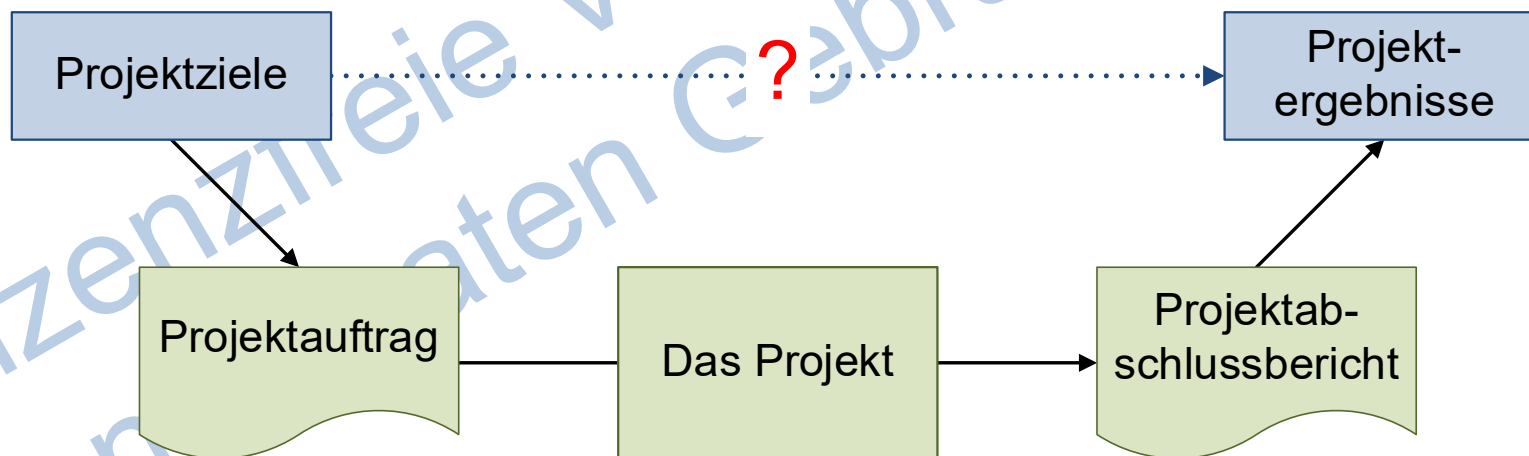 Projektziele
?
Projekt-
ergebnisse
Projektauftrag
Das Projekt
Projektab-
schlussbericht